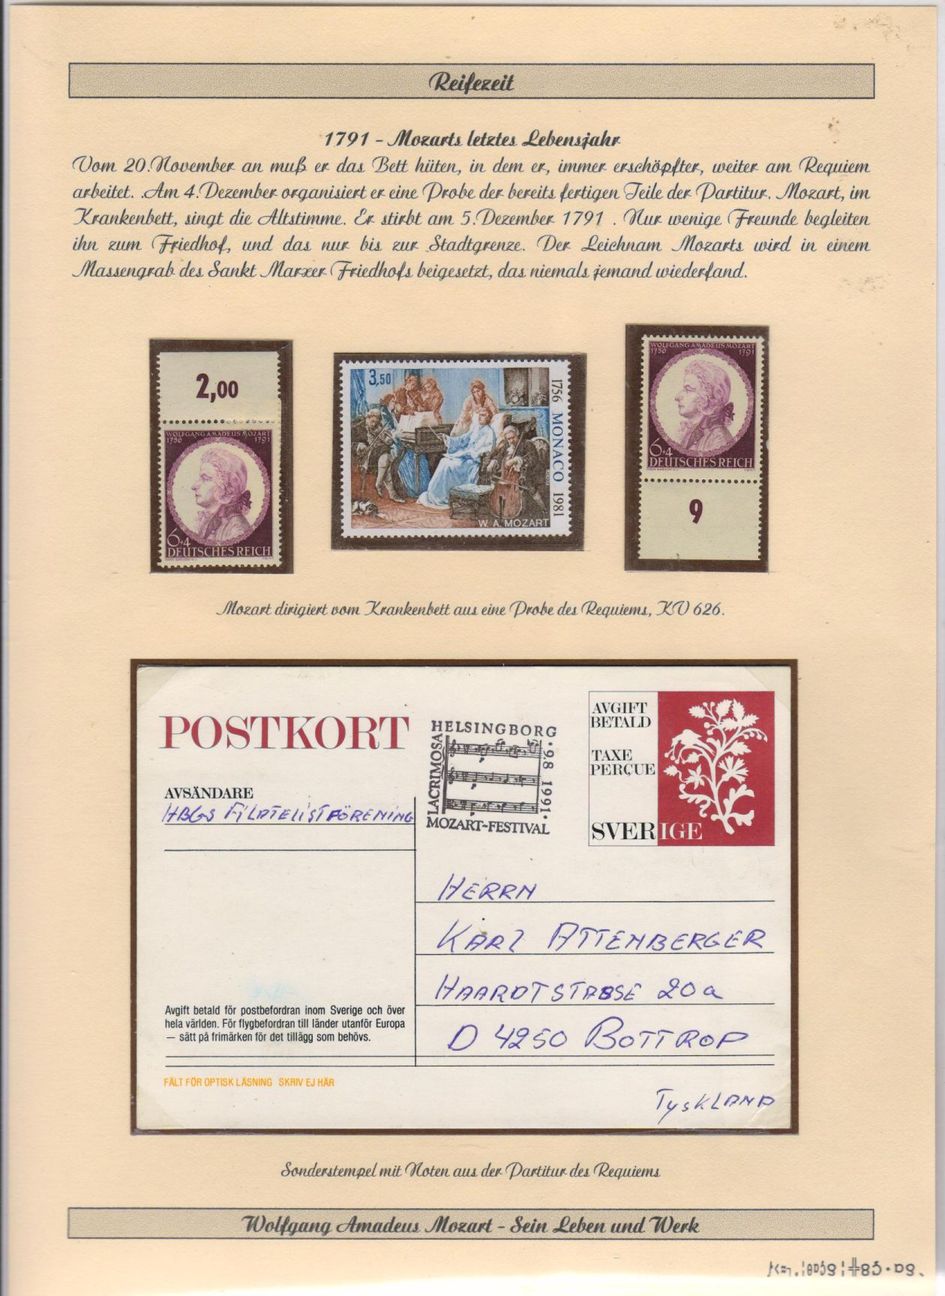 Reifezeit
1791 - Mozarts letztes Lebensjahr
Vom 20.November an muß er das Bett hüten, in dem er, immer erschöpfter, weiter am Requiem
arbeitet. Am 4.Dezember organisiert er eine Probe der bereits fertigen Teile der Partitur. Mozart, im
Krankenbett, singt die Altstimme. Er stirbt am 5.Dezember 1791 . Nur wenige Freunde begleiten
ihn zum Friedhof, und das nur bis zur Stadtgrenze. Der Leichnam Mozarts wird in einem
Massengrab des Sankt Marxer Friedhofs beigesetzt, das niemals jemand wiederfand.
2,00
WOLFGANG AMADEUS MOZART
1756 1791
6+4
DEUTSCHES REICH
3,50
1756 MONACO 1981
W. A. MOZART
WOLFGANG AMADEUS MOZART
1756 1791
6+4
DEUTSCHES REICH
9
Mozart dirigiert vom Krankenbett aus eine Probe des Requiems, KV 626.
POSTKORT
HELSINGBORG
LACRIMOSA
·9.8 1991·
MOZART-FESTIVAL
AVGIFT
BETALD
TAXE
PERÇUE
SVERIGE
AVSÄNDARE
HBGS FILATELISTFÖRENING
HERRN
KARL ATTENBERGER
HAARDTSTRASSE 20a
D 4250 BOTTROP
TYSKLAND
Avgift betald för postbefordran inom Sverige och över
hela världen. För flygbefordran till länder utanför Europa
— sätt på frimärken för det tillägg som behövs.
FÄLT FÖR OPTISK LÄSNING SKRIV EJ HÄR
Sonderstempel mit Noten aus der Partitur des Requiems
Wolfgang Amadeus Mozart - Sein Leben und Werk